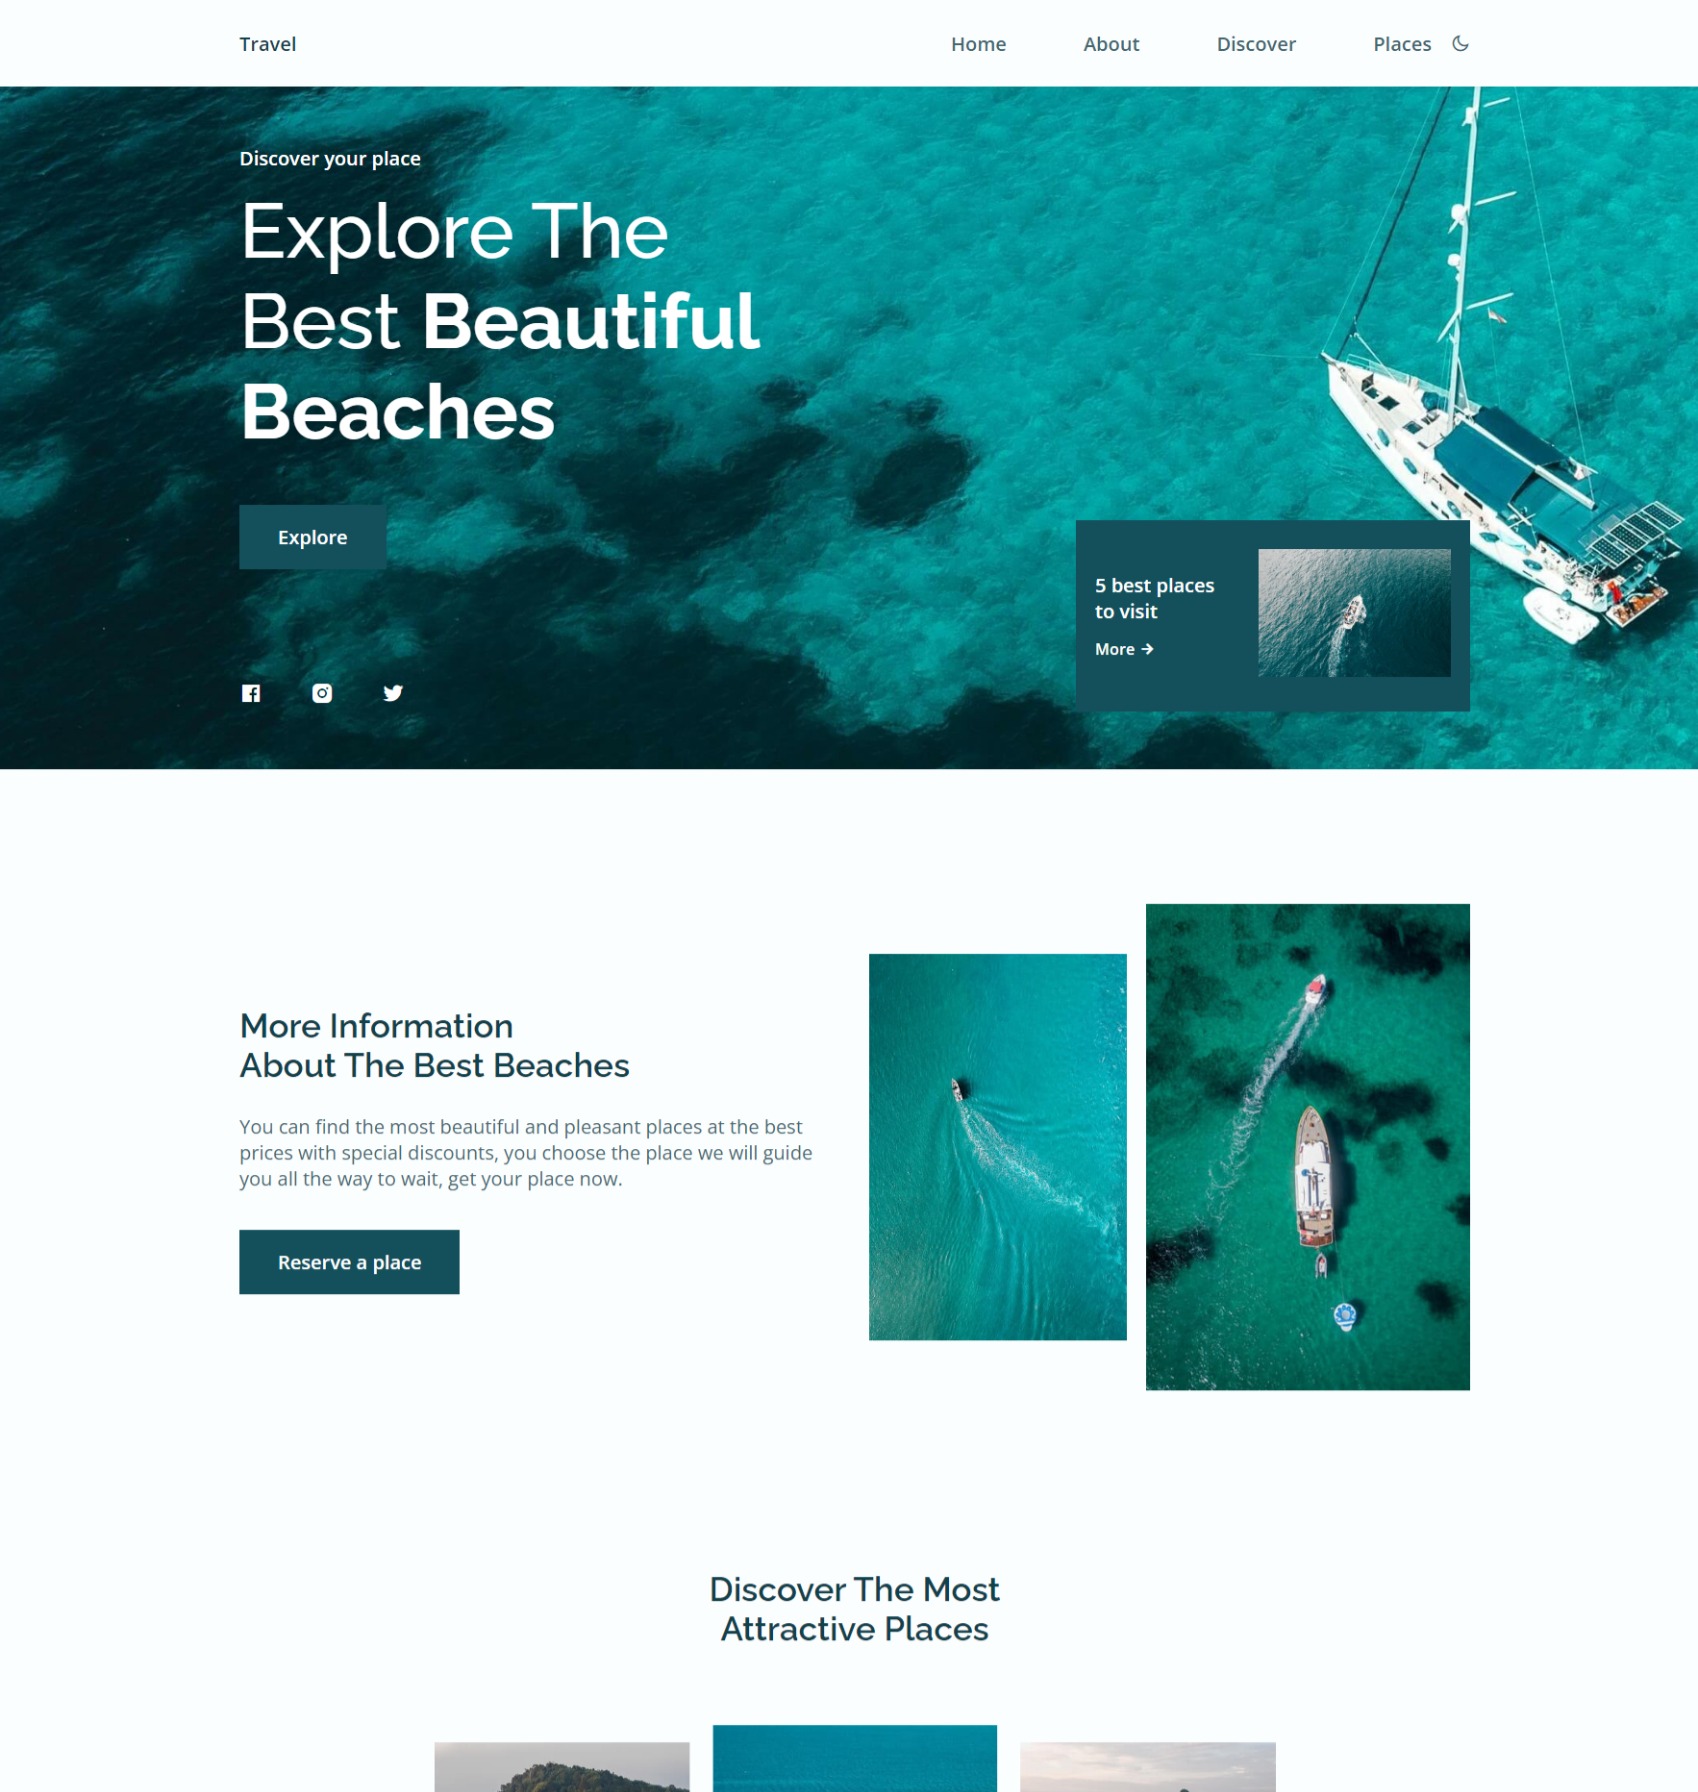 Travel
Home
About
Discover
Places
Discover your place
Explore The
Best Beautiful
Beaches
Explore
5 best places
to visit
More →
More Information
About The Best Beaches
You can find the most beautiful and pleasant places at the best
prices with special discounts, you choose the place we will guide
you all the way to wait, get your place now.
Reserve a place
Discover The Most
Attractive Places